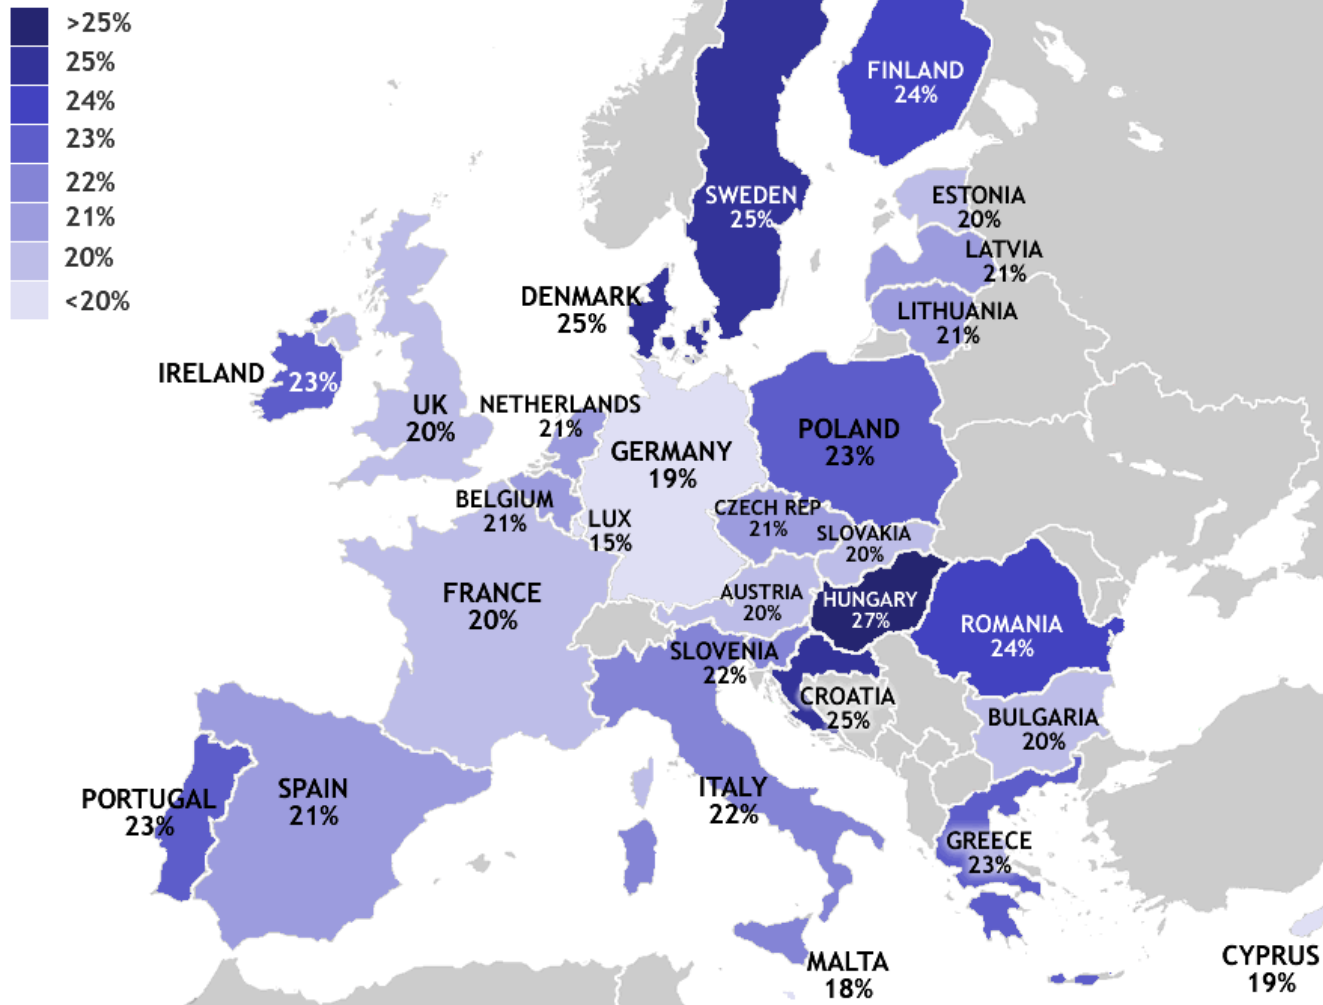 >25%
25%
24%
23%
22%
21%
20%
<20%
FINLAND
24%
SWEDEN
25%
ESTONIA
20%
LATVIA
21%
DENMARK
25%
LITHUANIA
21%
IRELAND
23%
UK
20%
NETHERLANDS
21%
GERMANY
19%
POLAND
23%
BELGIUM
21%
LUX
15%
CZECH REP
21%
SLOVAKIA
20%
FRANCE
20%
AUSTRIA
20%
HUNGARY
27%
ROMANIA
24%
SLOVENIA
22%
CROATIA
25%
BULGARIA
20%
PORTUGAL
23%
SPAIN
21%
ITALY
22%
GREECE
23%
MALTA
18%
CYPRUS
19%